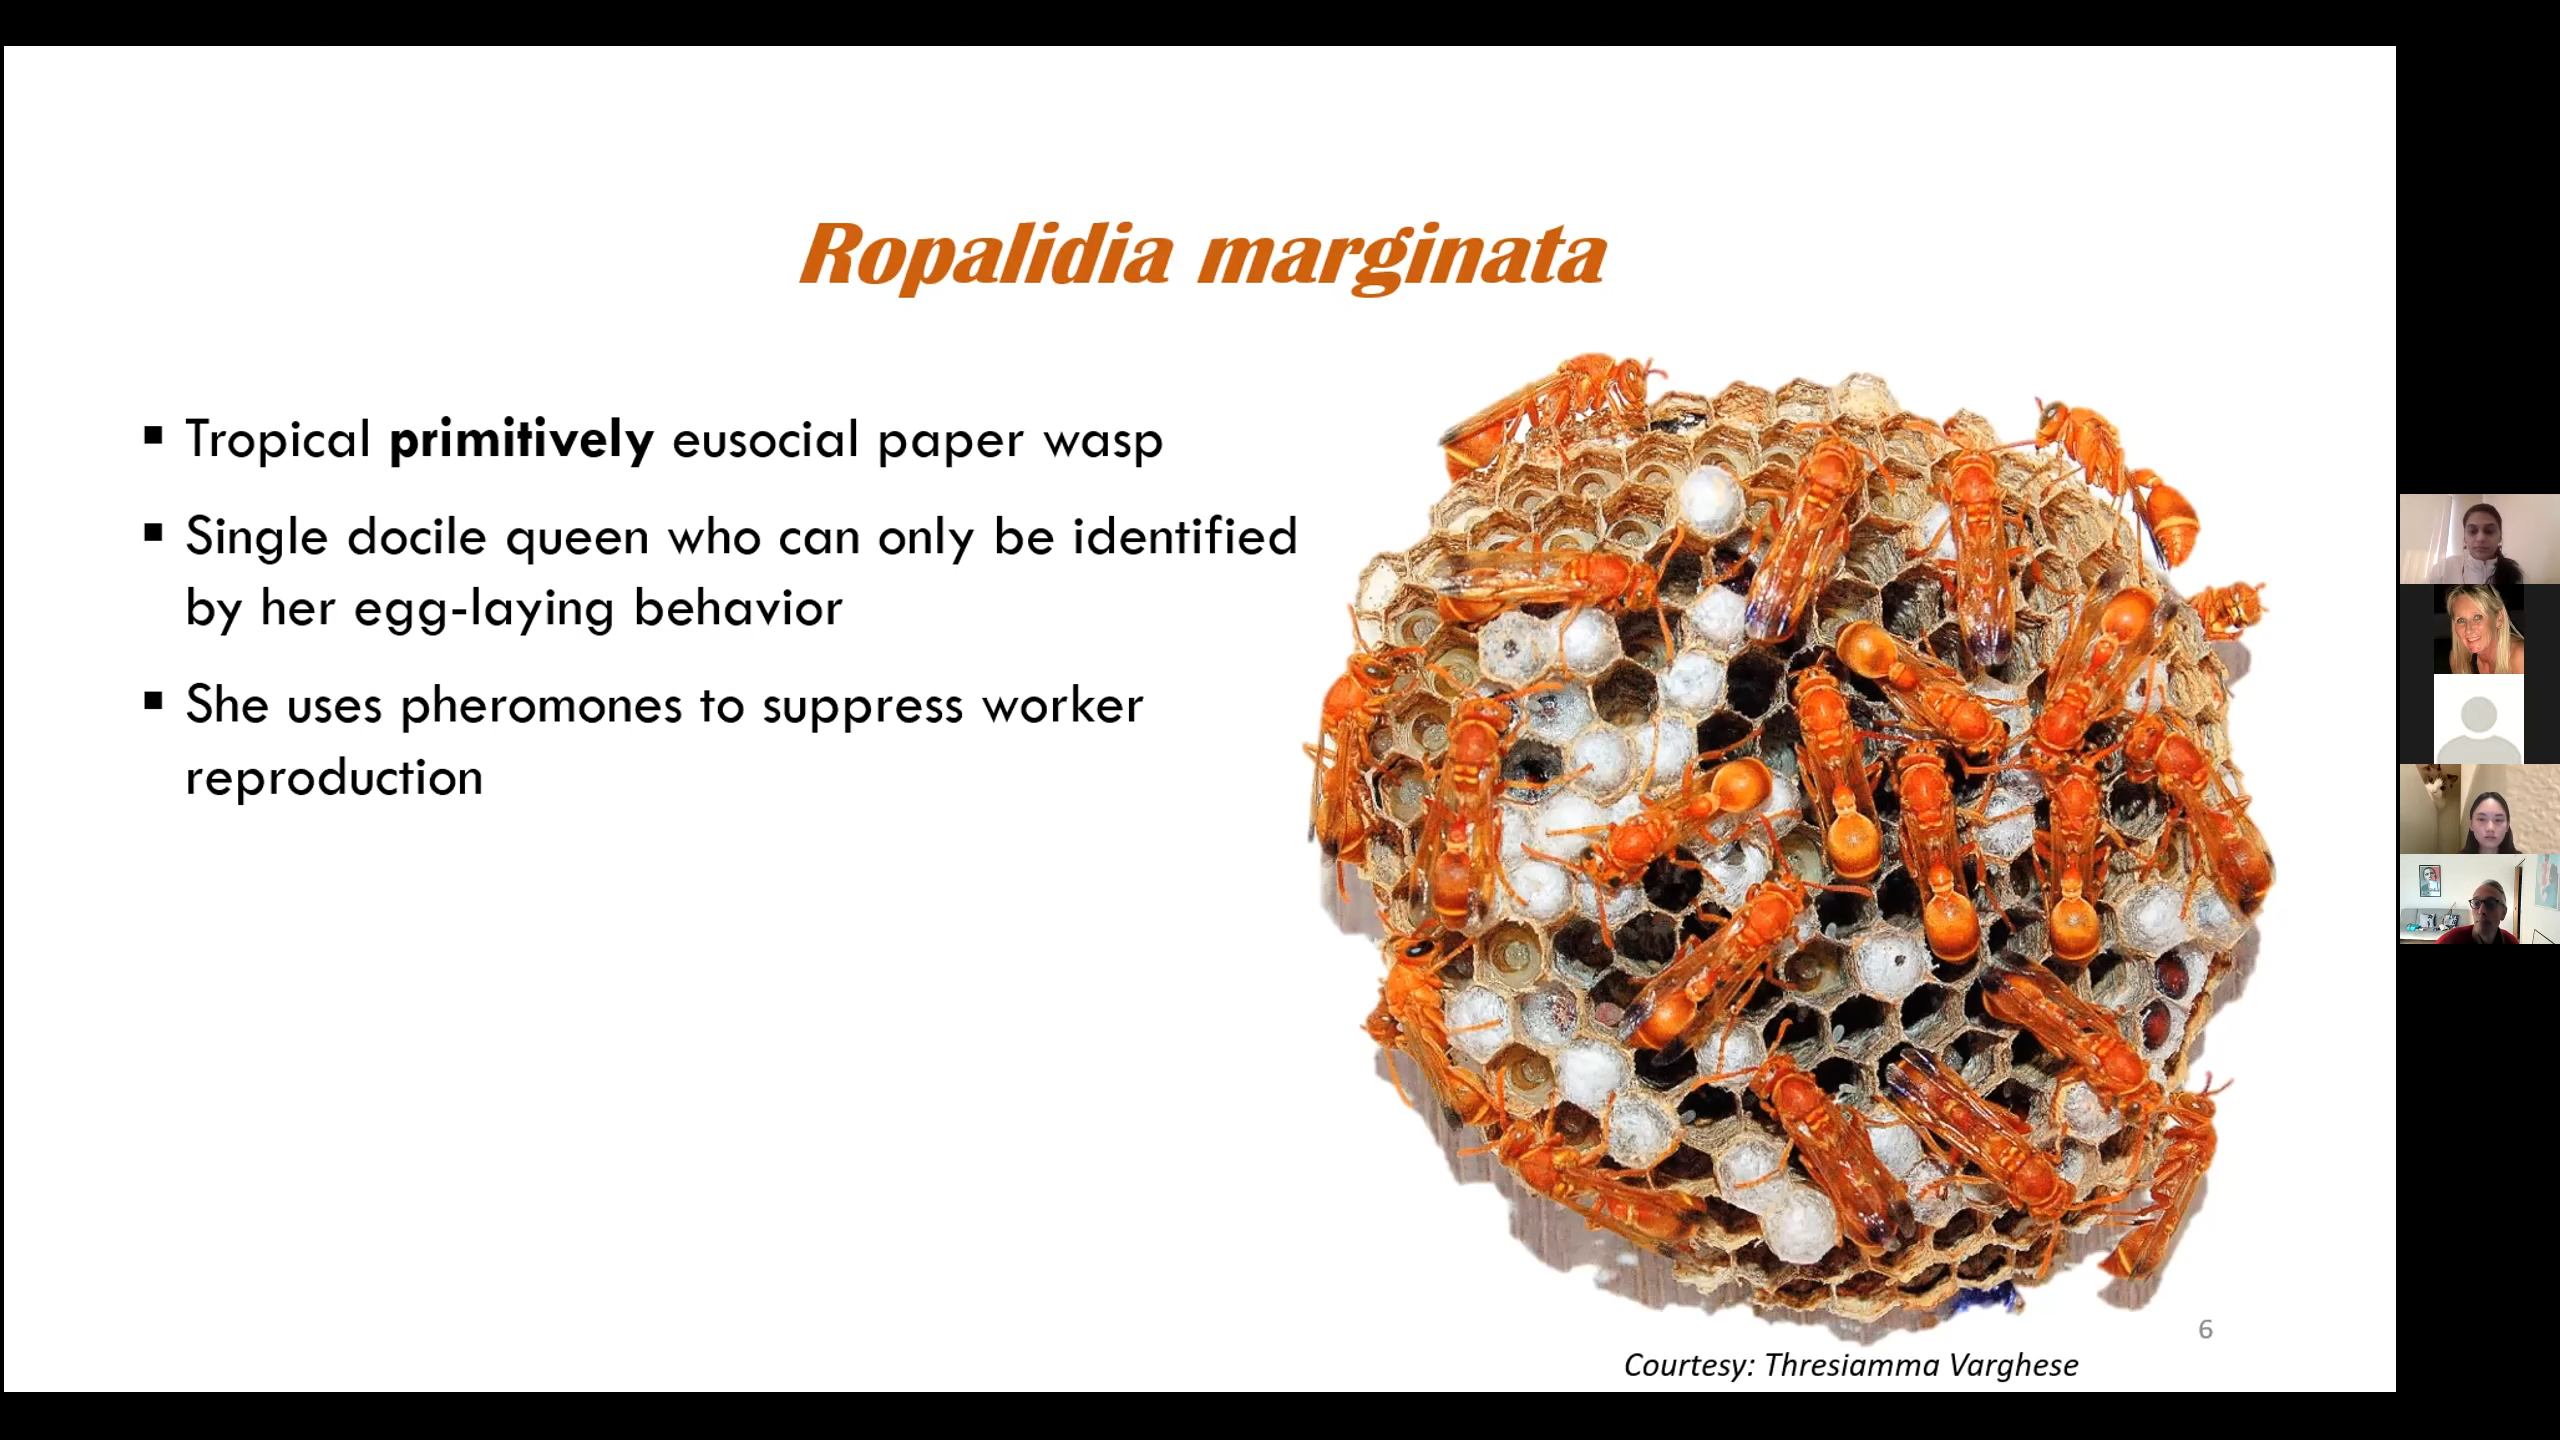 Ropalidia marginata
▪ Tropical primitively eusocial paper wasp
▪ Single docile queen who can only be identified
by her egg-laying behavior
▪ She uses pheromones to suppress worker
reproduction
6
Courtesy: Thresiamma Varghese